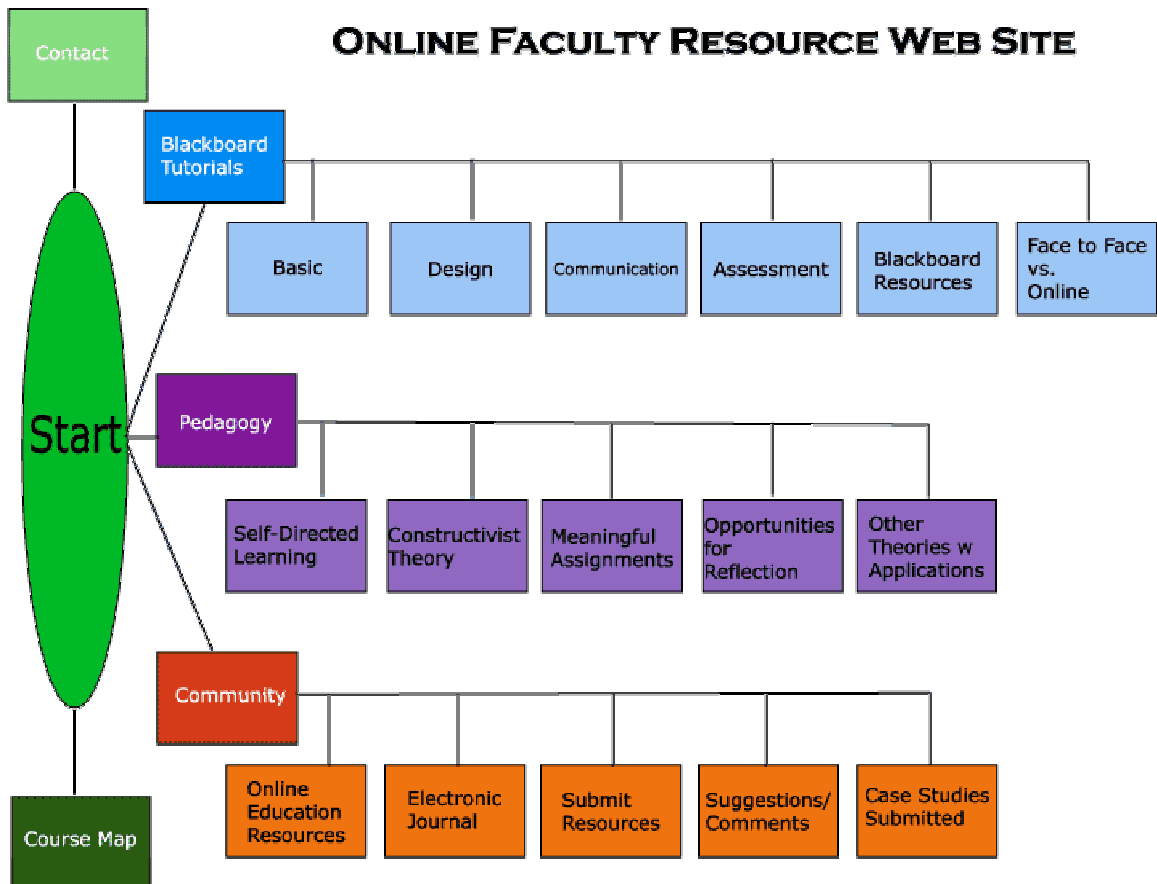 Contact
ONLINE FACULTY RESOURCE WEB SITE
Blackboard
Tutorials
Basic
Design
Communication
Assessment
Blackboard
Resources
Face to Face
vs.
Online
Start
Pedagogy
Self-Directed
Learning
Constructivist
Theory
Meaningful
Assignments
Opportunities
for
Reflection
Other
Theories w
Applications
Community
Online
Education
Resources
Electronic
Journal
Submit
Resources
Suggestions/
Comments
Case Studies
Submitted
Course Map